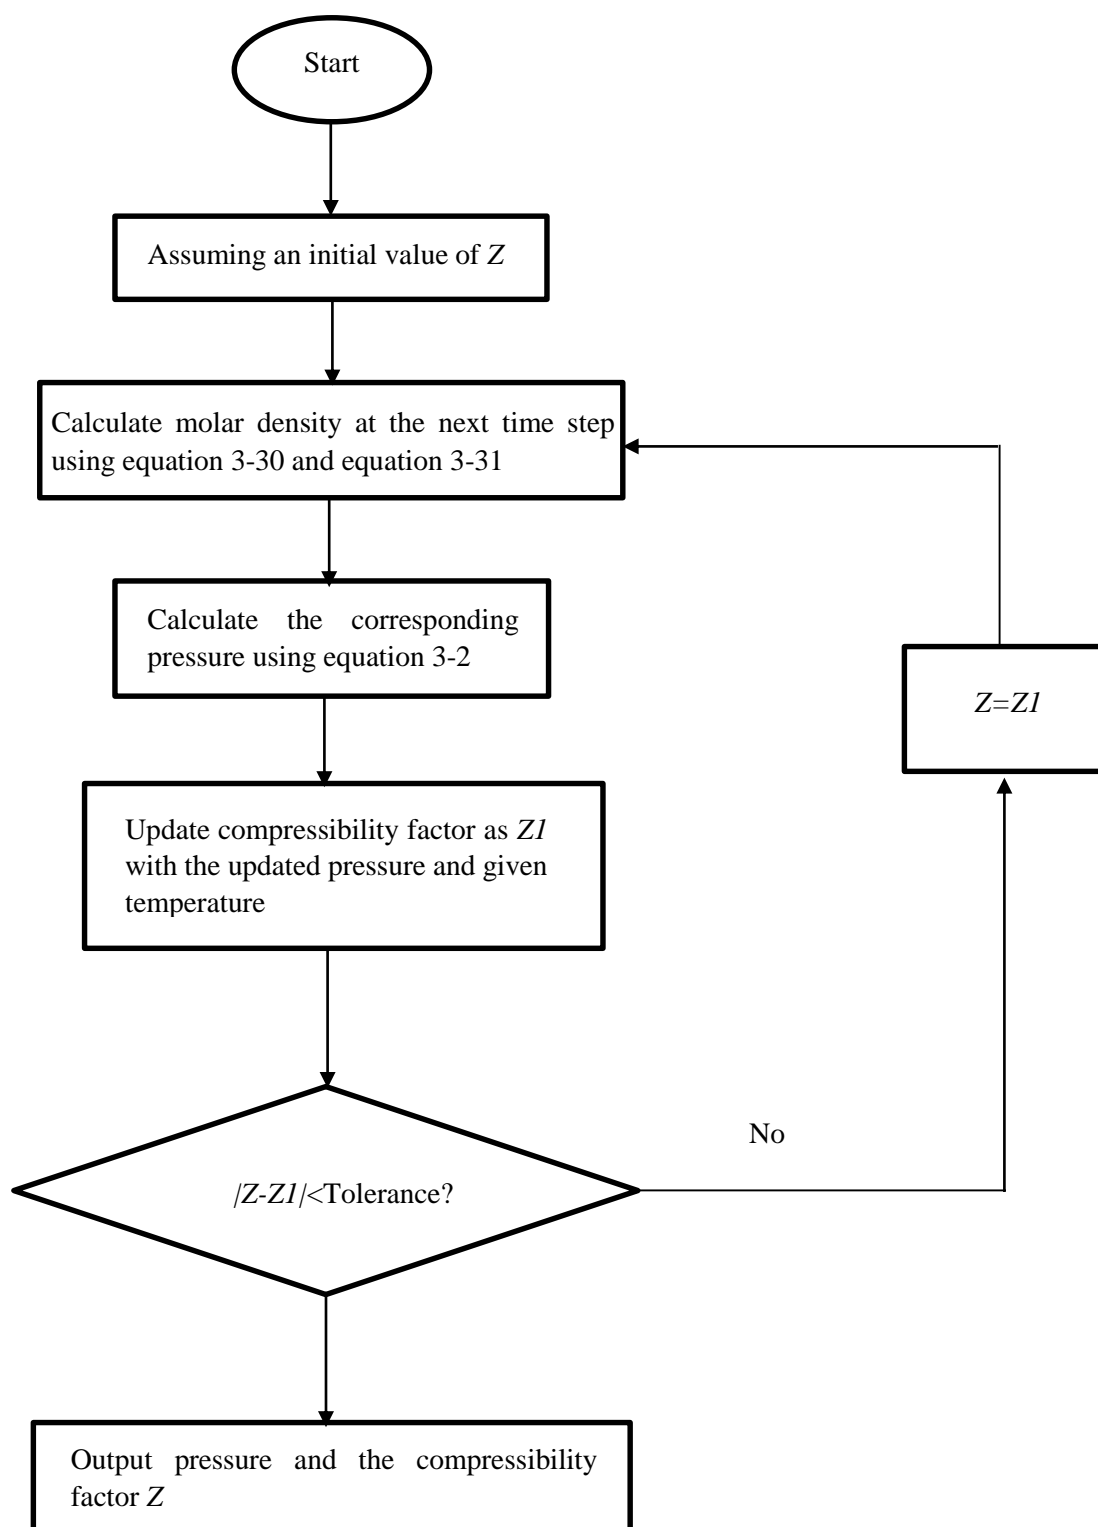 Start
Assuming an initial value of Z
Calculate molar density at the next time step
using equation 3-30 and equation 3-31
Calculate the corresponding
pressure using equation 3-2
Z=Z1
Update compressibility factor as Z1
with the updated pressure and given
temperature
No
|Z-Z1|<Tolerance?
Output pressure and the compressibility
factor Z